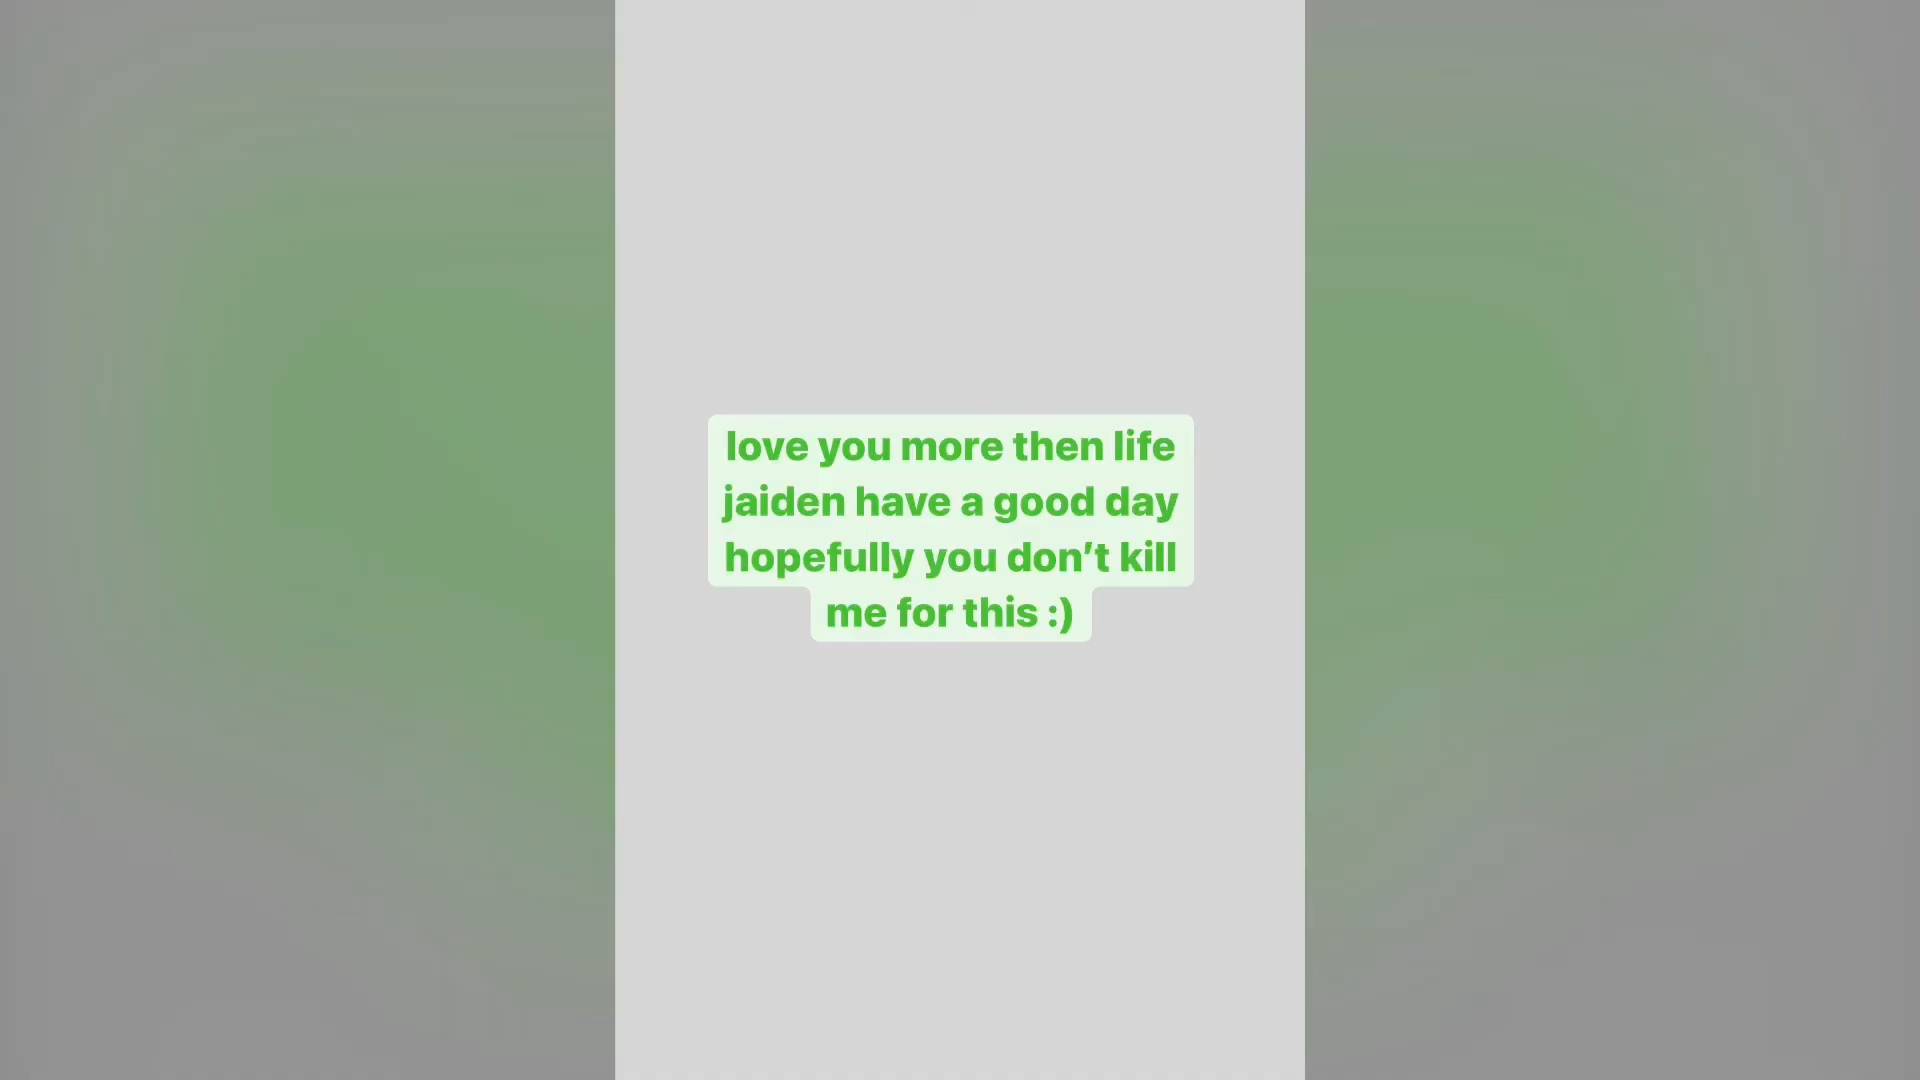 love you more then life
jaiden have a good day
hopefully you don’t kill
me for this :)